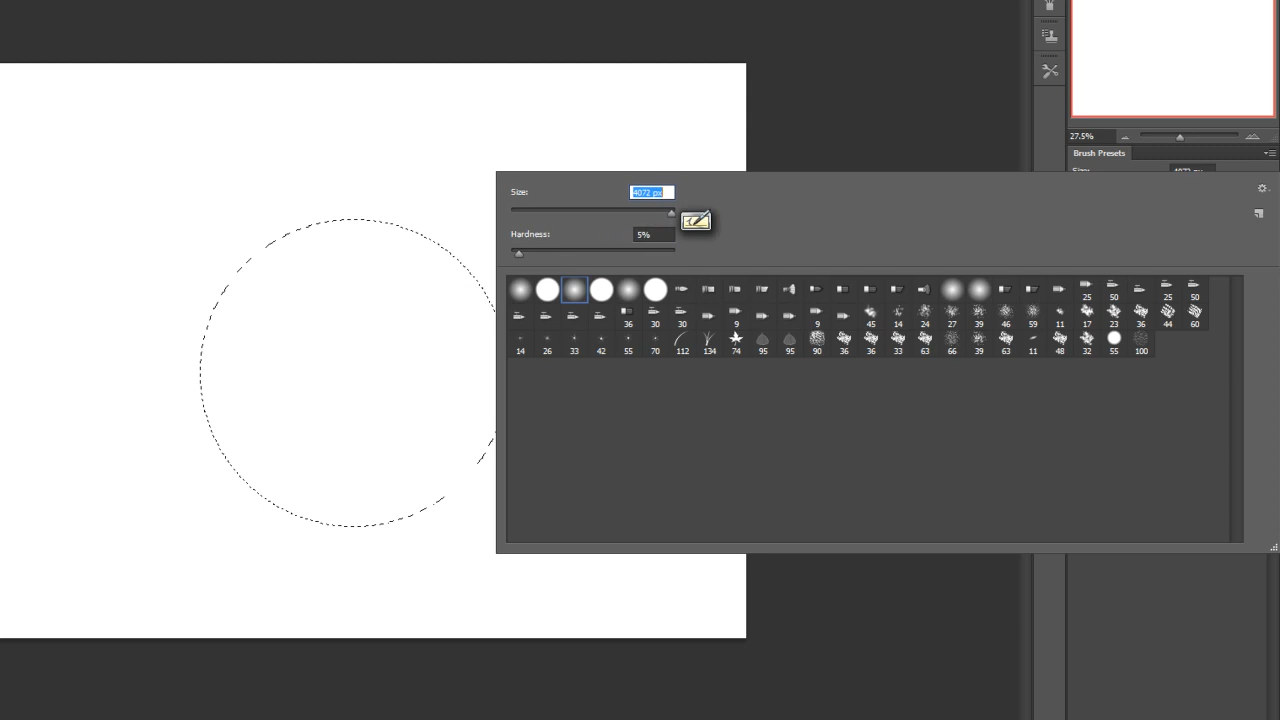 27.5%
Brush Presets
Size: 4072 px
Hardness: 5%
25 50 25 50
36 30 30 9 9 45 14 24 27 39 46 59 11 17 23 36 44 60
14 26 33 42 55 70 112 134 74 95 95 90 36 36 33 63 66 39 63 11 48 32 55 100